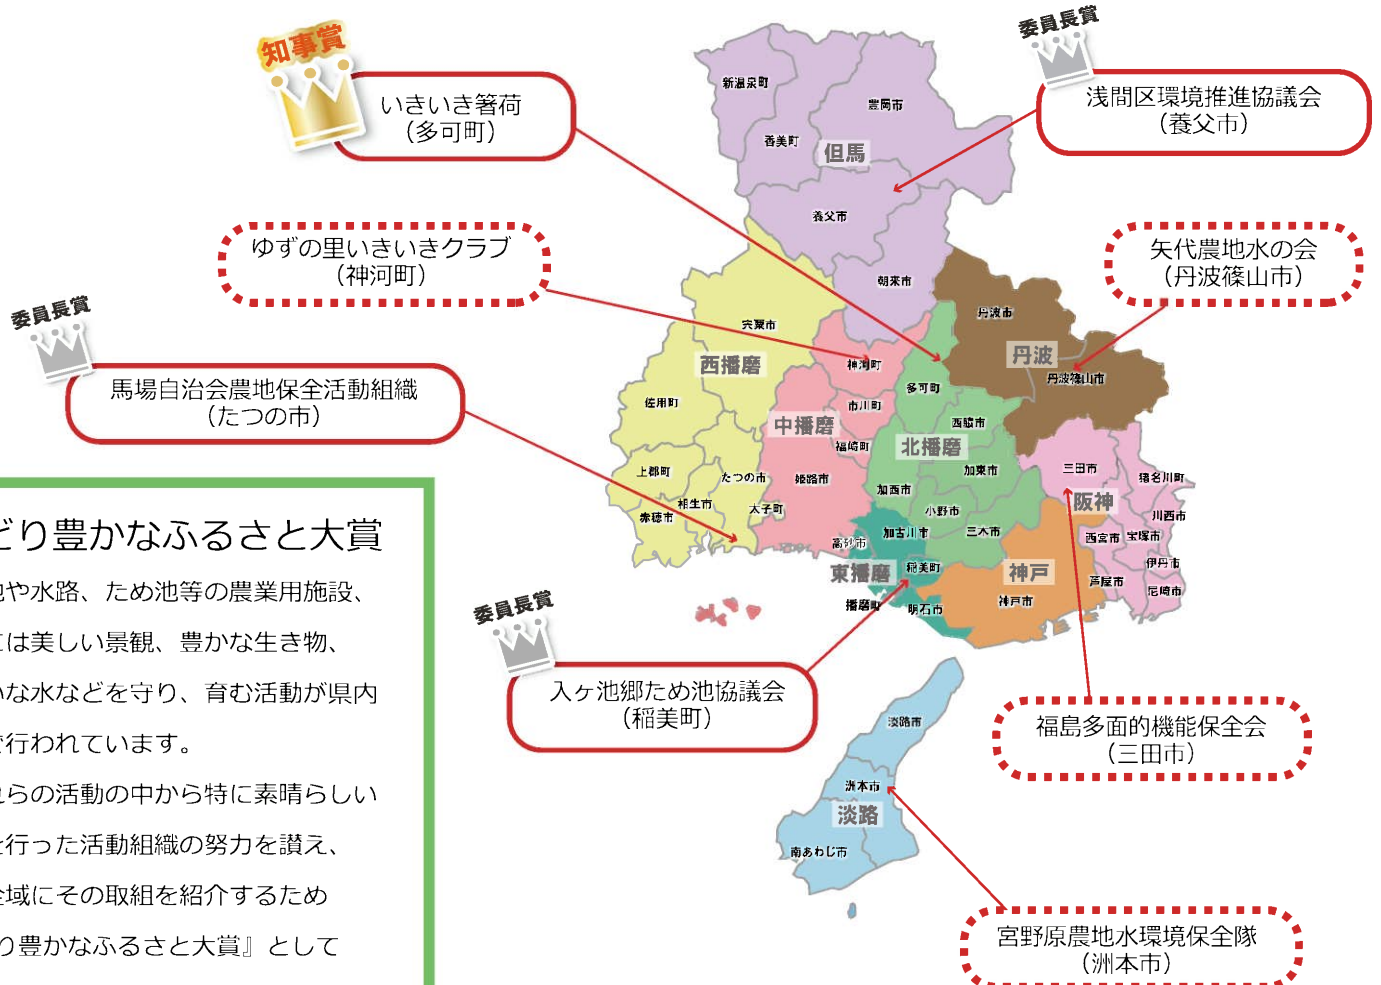 知事賞
いきいき箸荷
（多可町）
委員長賞
浅間区環境推進協議会
（養父市）
ゆずの里いきいきクラブ
（神河町）
矢代農地水の会
（丹波篠山市）
委員長賞
馬場自治会農地保全活動組織
（たつの市）
委員長賞
入ヶ池郷ため池協議会
（稲美町）
福島多面的機能保全会
（三田市）
宮野原農地水環境保全隊
（洲本市）
新温泉町
豊岡市
香美町
但馬
養父市
朝来市
宍粟市
西播磨
佐用町
上郡町
赤穂市
相生市
たつの市
太子町
神河町
中播磨
市川町
福崎町
姫路市
多可町
西脇市
北播磨
加東市
加西市
小野市
三木市
丹波市
丹波
丹波篠山市
三田市
猪名川町
阪神
川西市
西宮市
宝塚市
伊丹市
芦屋市
尼崎市
高砂市
加古川市
東播磨
稲美町
播磨町
明石市
神戸
神戸市
淡路市
洲本市
淡路
南あわじ市
どり豊かなふるさと大賞
や水路、ため池等の農業用施設、
は美しい景観、豊かな生き物、
な水などを守り、育む活動が県内
行われています。
らの活動の中から特に素晴らしい
行った活動組織の努力を讃え、
域にその取組を紹介するため
り豊かなふるさと大賞』として